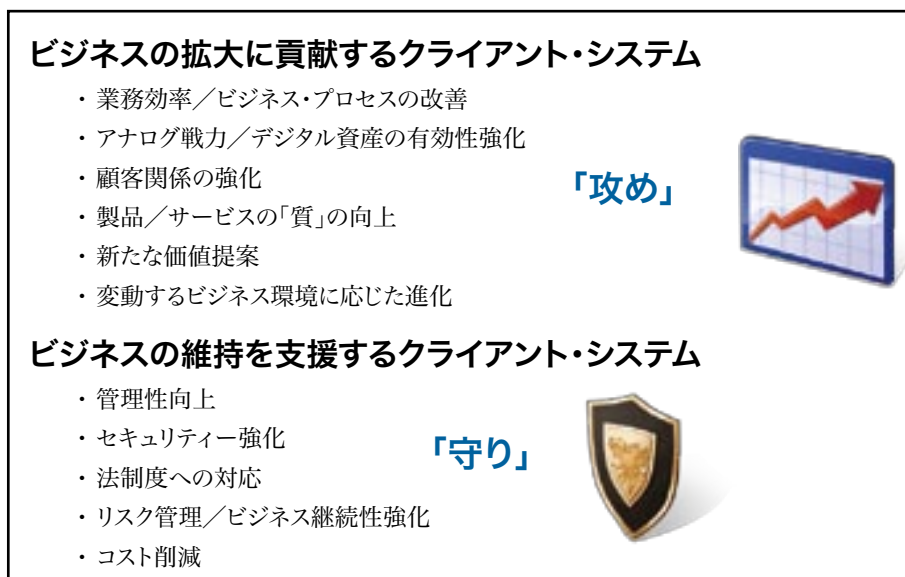 ビジネスの拡大に貢献するクライアント・システム
・業務効率／ビジネス・プロセスの改善
・アナログ戦力／デジタル資産の有効性強化
・顧客関係の強化
・製品／サービスの「質」の向上
・新たな価値提案
・変動するビジネス環境に応じた進化
「攻め」
ビジネスの維持を支援するクライアント・システム
・管理性向上
・セキュリティー強化
・法制度への対応
・リスク管理／ビジネス継続性強化
・コスト削減
「守り」